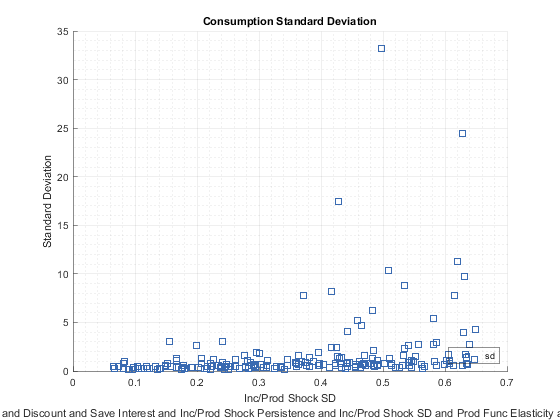 Consumption Standard Deviation
35
30
25
20
15
10
5
0
Standard Deviation
sd
0 0.1 0.2 0.3 0.4 0.5 0.6 0.7
Inc/Prod Shock SD
and Discount and Save Interest and Inc/Prod Shock Persistence and Inc/Prod Shock SD and Prod Func Elasticity